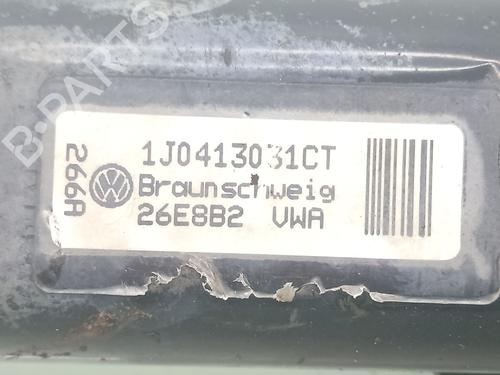 B-PARTS
266A
1J0413031CT
Braunschweig
26E8B2 VWA